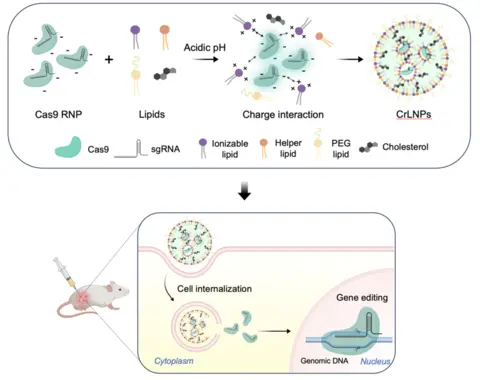 Acidic pH
+
Cas9 RNP
Lipids
Charge interaction
CrLNPs
Cas9
sgRNA
Ionizable
lipid
Helper
lipid
PEG
lipid
Cholesterol
Cell internalization
Gene editing
Cytoplasm
Genomic DNA
Nucleus